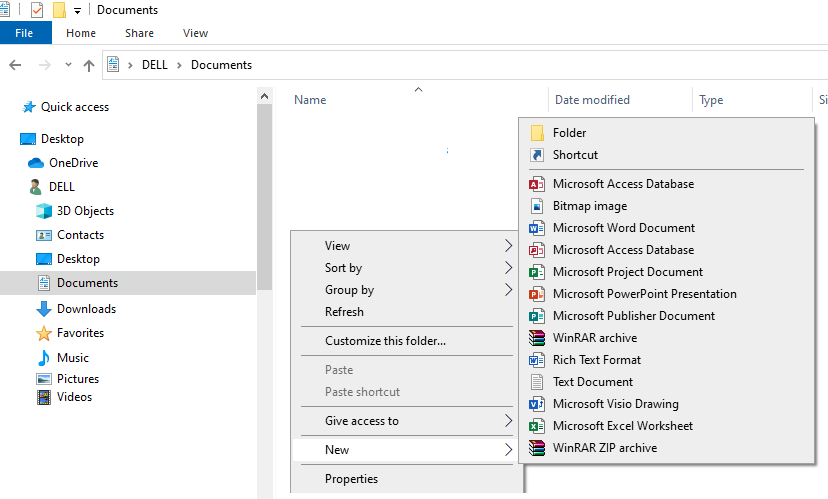 Documents
File Home Share View
DELL Documents
Quick access
Desktop
OneDrive
DELL
3D Objects
Contacts
Desktop
Documents
Downloads
Favorites
Music
Pictures
Videos
Name Date modified Type Si
View
Sort by
Group by
Refresh
Customize this folder...
Paste
Paste shortcut
Give access to
New
Properties
Folder
Shortcut
Microsoft Access Database
Bitmap image
Microsoft Word Document
Microsoft Access Database
Microsoft Project Document
Microsoft PowerPoint Presentation
Microsoft Publisher Document
WinRAR archive
Rich Text Format
Text Document
Microsoft Visio Drawing
Microsoft Excel Worksheet
WinRAR ZIP archive